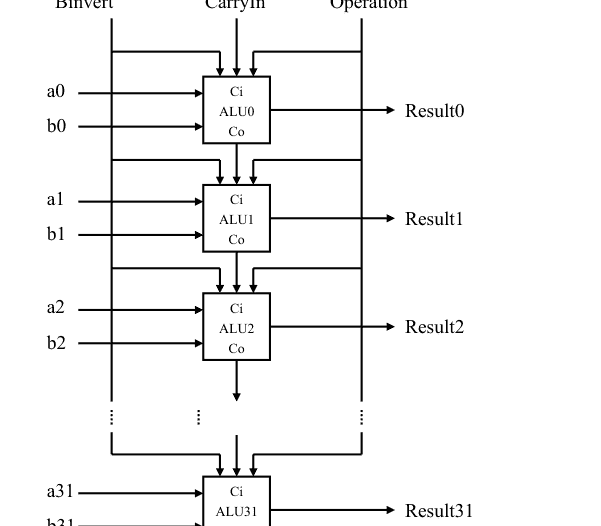 Binvert CarryIn Operation
a0 Ci
ALU0 Result0
b0 Co
a1 Ci
ALU1 Result1
b1 Co
a2 Ci
ALU2 Result2
b2 Co
a31 Ci
ALU31 Result31
b31